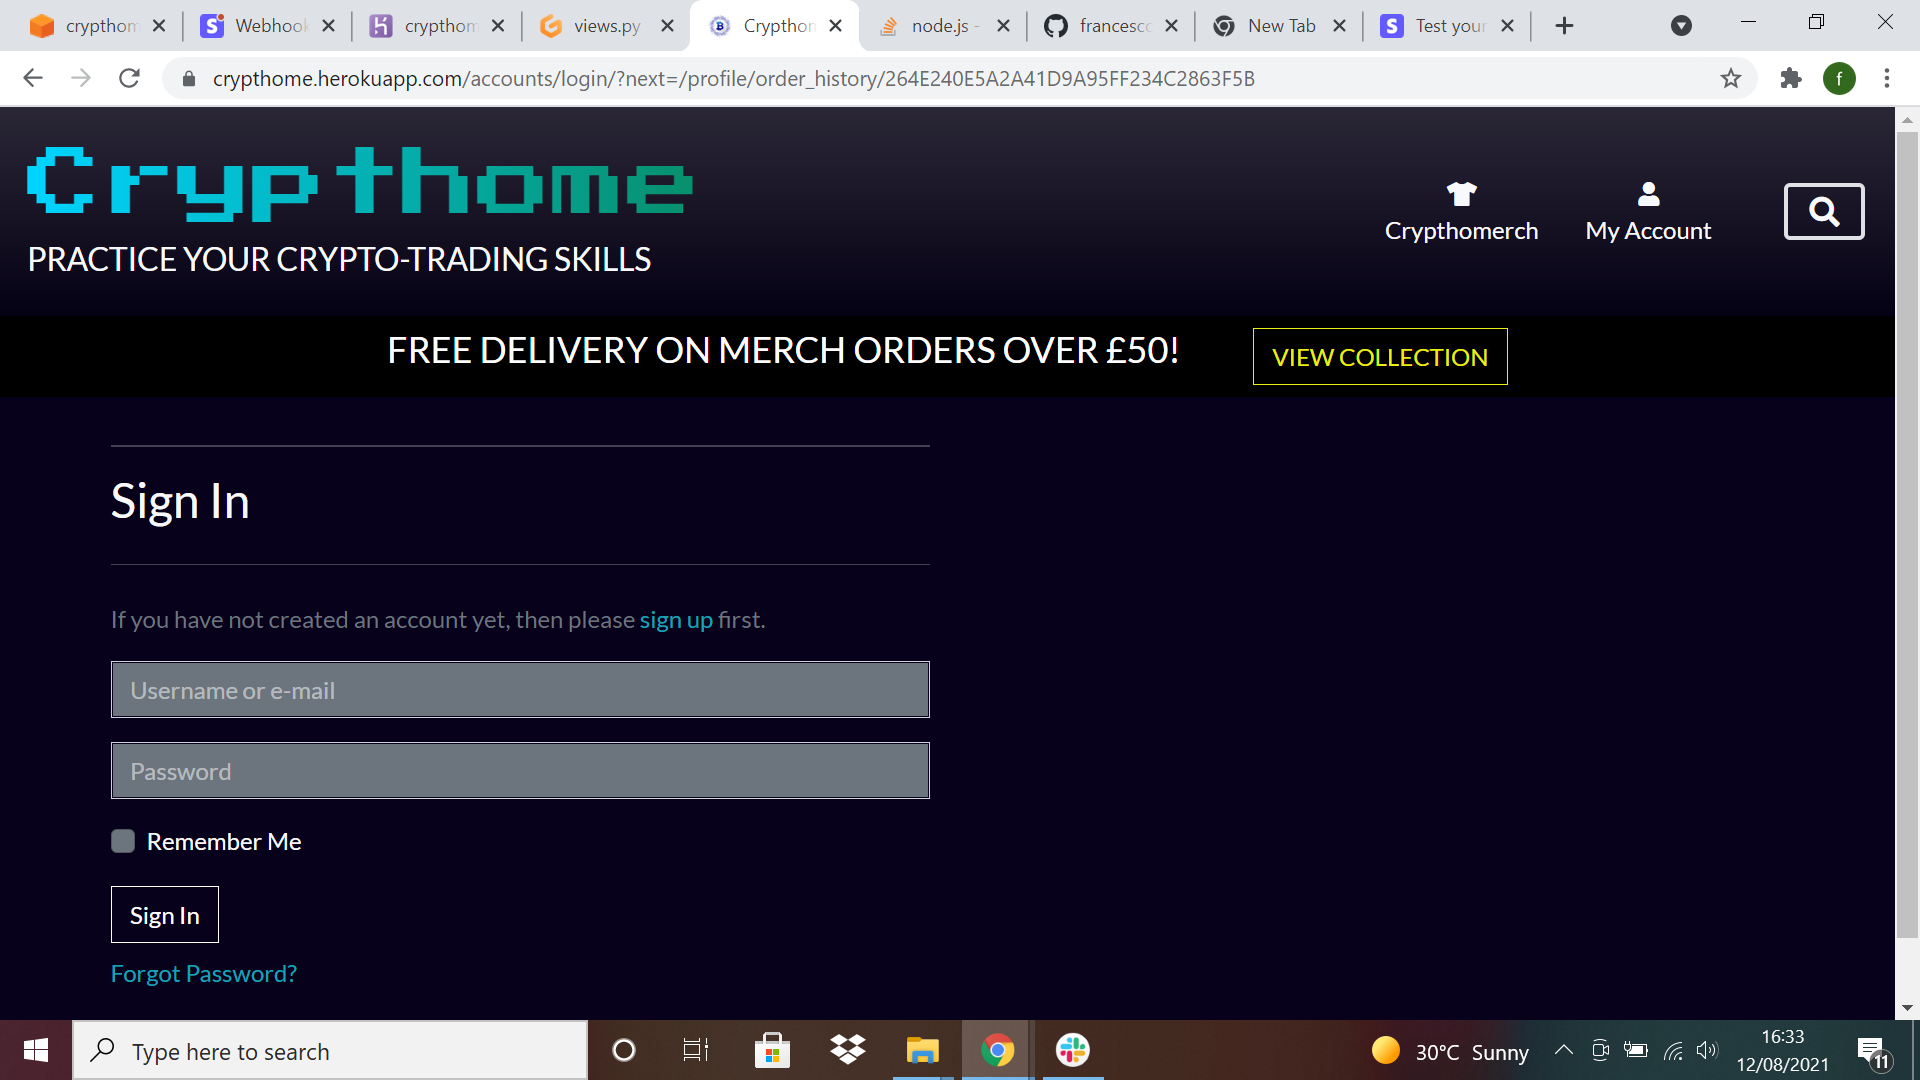 crypthom
Webhook
crypthom
views.py
Crypthom
node.js -
francesco
New Tab
Test your
crypthome.herokuapp.com/accounts/login/?next=/profile/order_history/264E240E5A2A41D9A95FF234C2863F5B
f
Crypthome
PRACTICE YOUR CRYPTO-TRADING SKILLS
Crypthomerch
My Account
FREE DELIVERY ON MERCH ORDERS OVER £50!
VIEW COLLECTION
Sign In
If you have not created an account yet, then please sign up first.
Username or e-mail
Password
Remember Me
Sign In
Forgot Password?
Type here to search
30°C Sunny
16:33
12/08/2021
11